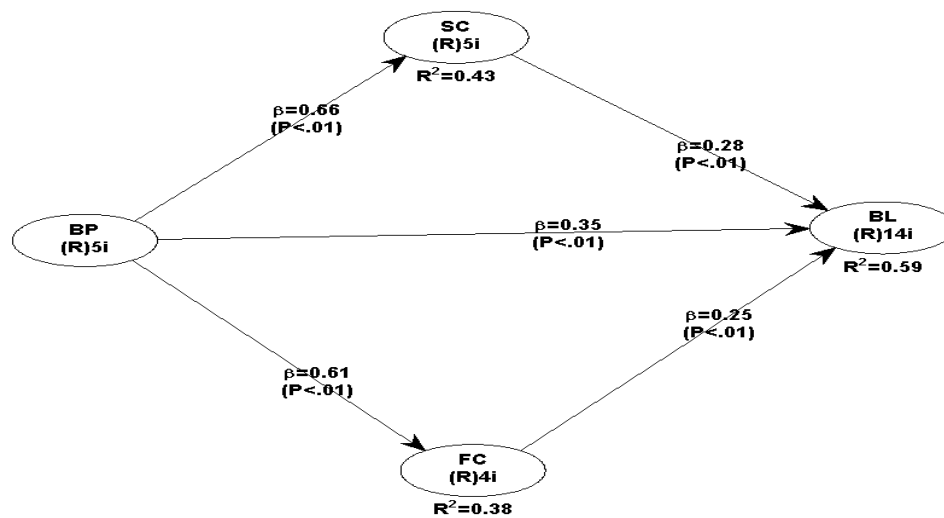 SC
(R)5i
R²=0.43
β=0.66
(P<.01)
β=0.28
(P<.01)
BP
(R)5i
β=0.35
(P<.01)
BL
(R)14i
R²=0.59
β=0.25
(P<.01)
β=0.61
(P<.01)
FC
(R)4i
R²=0.38